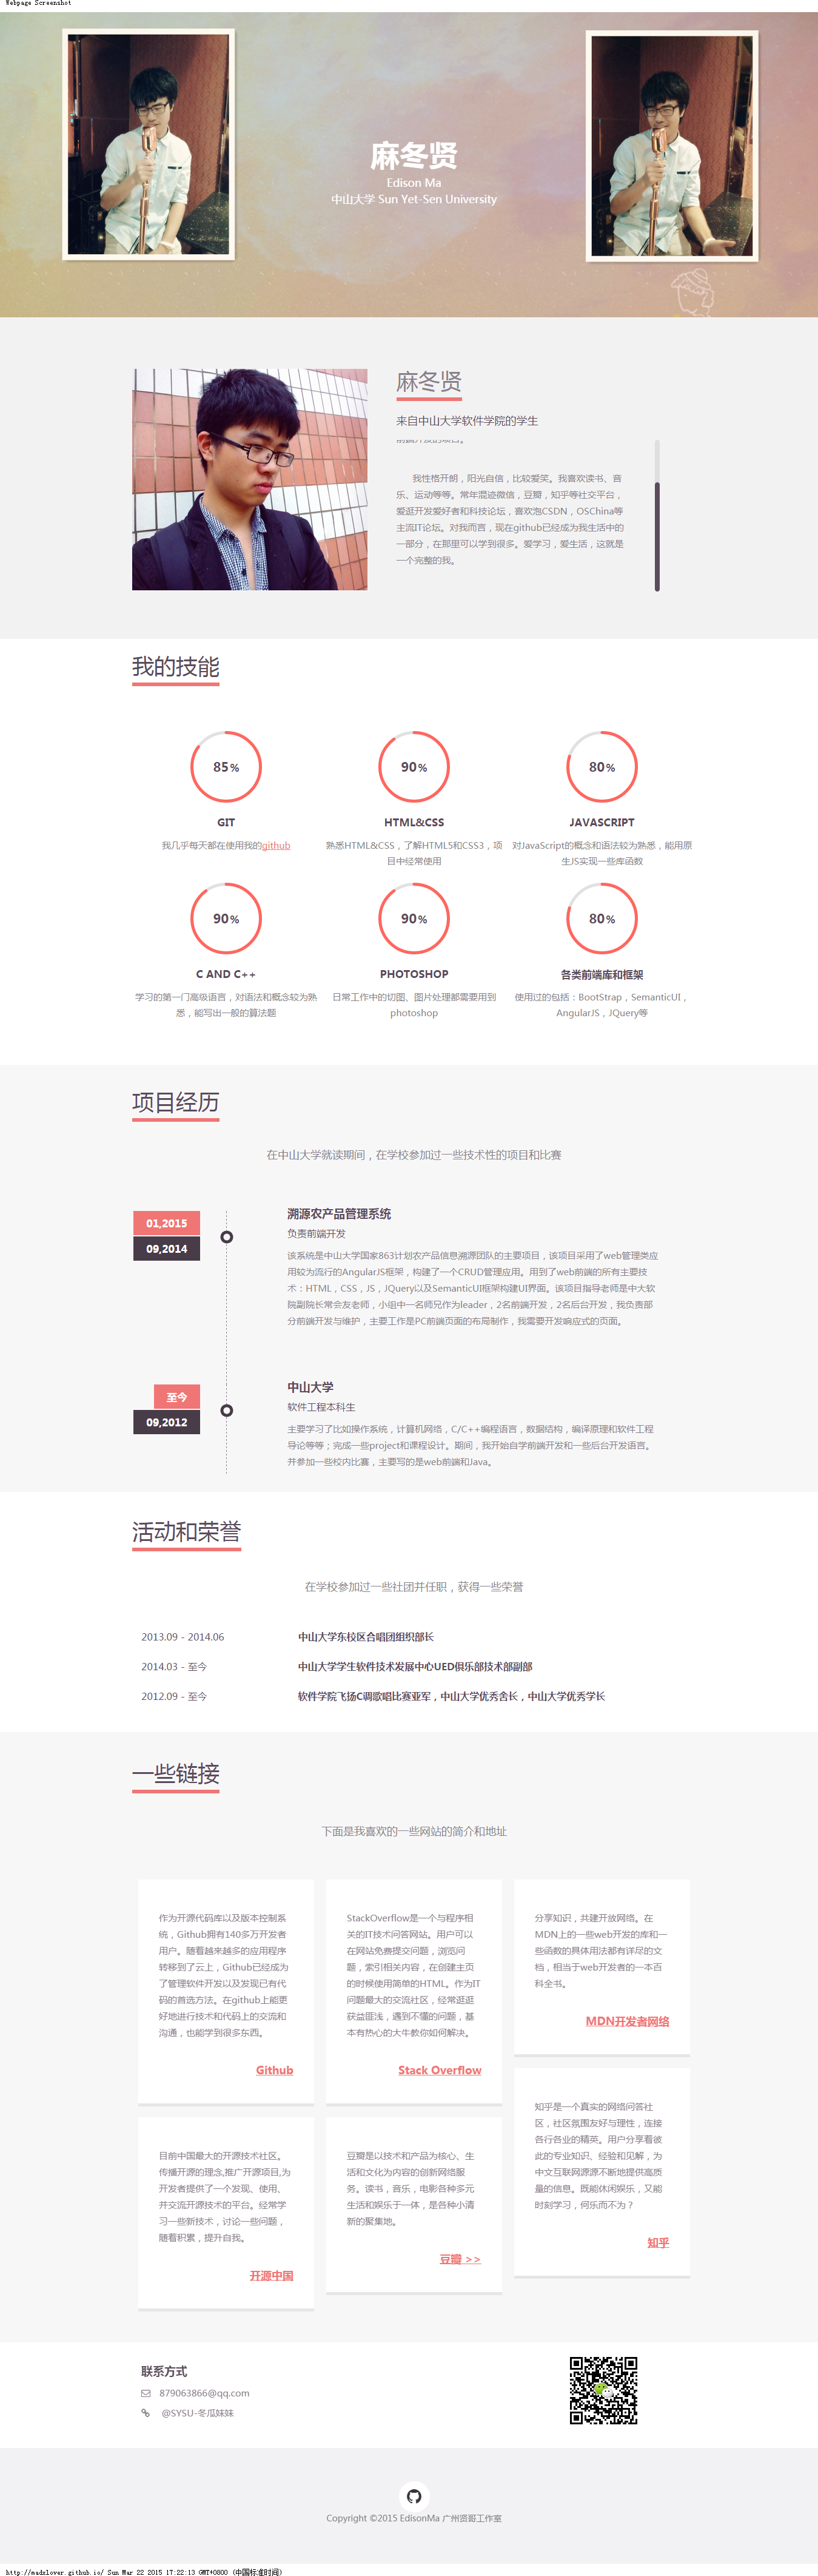 Webpage Screenshot
麻冬贤
Edison Ma
中山大学 Sun Yet-Sen University
麻冬贤
来自中山大学软件学院的学生
前端开发的项目。
我性格开朗，阳光自信，比较爱笑。我喜欢读书、音
乐、运动等等。常年混迹微信，豆瓣，知乎等社交平台，
爱逛开发爱好者和科技论坛，喜欢泡CSDN，OSChina等
主流IT论坛。对我而言，现在github已经成为我生活中的
一部分，在那里可以学到很多。爱学习，爱生活，这就是
一个完整的我。
我的技能
85%
90%
80%
GIT
HTML&CSS
JAVASCRIPT
我几乎每天都在使用我的github
熟悉HTML&CSS，了解HTML5和CSS3，项
目中经常使用
对JavaScript的概念和语法较为熟悉，能用原
生JS实现一些库函数
90%
90%
80%
C AND C++
PHOTOSHOP
各类前端库和框架
学习的第一门高级语言，对语法和概念较为熟
悉，能写出一般的算法题
日常工作中的切图、图片处理都需要用到
photoshop
使用过的包括：BootStrap，SemanticUI，
AngularJS，JQuery等
项目经历
在中山大学就读期间，在学校参加过一些技术性的项目和比赛
01,2015
09,2014
溯源农产品管理系统
负责前端开发
该系统是中山大学国家863计划农产品信息溯源团队的主要项目，该项目采用了web管理类应
用较为流行的AngularJS框架，构建了一个CRUD管理应用。用到了web前端的所有主要技
术：HTML，CSS，JS，JQuery以及SemanticUI框架构建UI界面。该项目指导老师是中大软
院副院长常会友老师，小组中一名师兄作为leader，2名前端开发，2名后台开发，我负责部
分前端开发与维护，主要工作是PC前端页面的布局制作，我需要开发响应式的页面。
至今
09,2012
中山大学
软件工程本科生
主要学习了比如操作系统，计算机网络，C/C++编程语言，数据结构，编译原理和软件工程
导论等等；完成一些project和课程设计。期间，我开始自学前端开发和一些后台开发语言。
并参加一些校内比赛，主要写的是web前端和Java。
活动和荣誉
在学校参加过一些社团并任职，获得一些荣誉
2013.09 - 2014.06
中山大学东校区合唱团组织部长
2014.03 - 至今
中山大学学生软件技术发展中心UED俱乐部技术部副部
2012.09 - 至今
软件学院飞扬C调歌唱比赛亚军，中山大学优秀舍长，中山大学优秀学长
一些链接
下面是我喜欢的一些网站的简介和地址
作为开源代码库以及版本控制系
统，Github拥有140多万开发者
用户。随着越来越多的应用程序
转移到了云上，Github已经成为
了管理软件开发以及发现已有代
码的首选方法。在github上能更
好地进行技术和代码上的交流和
沟通，也能学到很多东西。
Github
StackOverflow是一个与程序相
关的IT技术问答网站。用户可以
在网站免费提交问题，浏览问
题，索引相关内容，在创建主页
的时候使用简单的HTML。作为IT
问题最大的交流社区，经常逛逛
获益匪浅，遇到不懂的问题，基
本有热心的大牛教你如何解决。
Stack Overflow
分享知识，共建开放网络。在
MDN上的一些web开发的库和一
些函数的具体用法都有详尽的文
档，相当于web开发者的一本百
科全书。
MDN开发者网络
目前中国最大的开源技术社区。
传播开源的理念,推广开源项目,为
开发者提供了一个发现、使用、
并交流开源技术的平台。经常学
习一些新技术，讨论一些问题，
随着积累，提升自我。
开源中国
豆瓣是以技术和产品为核心、生
活和文化为内容的创新网络服
务。读书，音乐，电影各种多元
生活和娱乐于一体，是各种小清
新的聚集地。
豆瓣 >>
知乎是一个真实的网络问答社
区，社区氛围友好与理性，连接
各行各业的精英。用户分享着彼
此的专业知识、经验和见解，为
中文互联网源源不断地提供高质
量的信息。既能休闲娱乐，又能
时刻学习，何乐而不为？
知乎
联系方式
879063866@qq.com
@SYSU-冬瓜妹妹
Copyright ©2015 EdisonMa 广州贤哥工作室
http://madxlover.github.io/ Sun Mar 22 2015 17:22:13 GMT+0800 (中国标准时间)